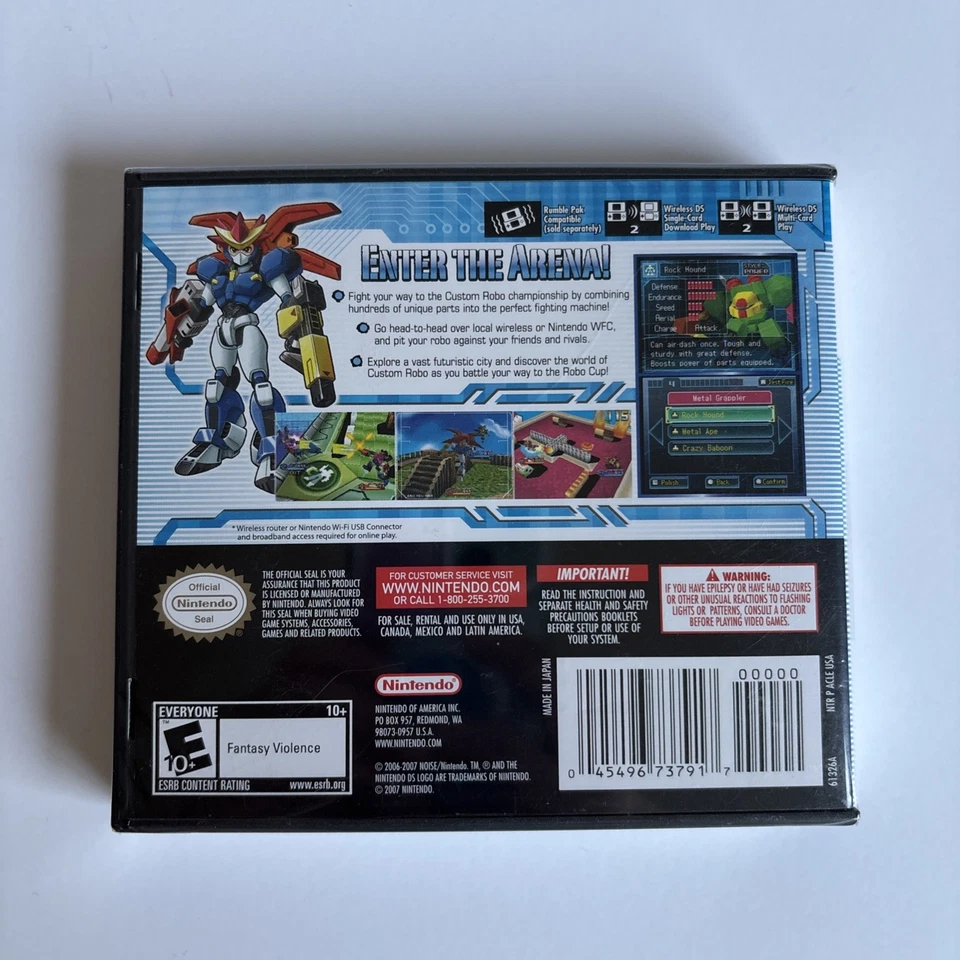 Rumble Pak
Compatible
(sold separately)
2
Wireless DS
Single-Card
Download Play
2
Wireless DS
Multi-Card
Play
ENTER THE ARENA!
Fight your way to the Custom Robo championship by combining
hundreds of unique parts into the perfect fighting machine!
Go head-to-head over local wireless or Nintendo WFC,
and pit your robo against your friends and rivals.
Explore a vast futuristic city and discover the world of
Custom Robo as you battle your way to the Robo Cup!
Rock Hound
STYLE
Defense
Endurance
Speed
Aerial
Charge Attack
Can air-dash once. Tough and
sturdy with great defense.
Boosts power of parts equipped.
Metal Grappler
Rock Hound
Metal Ape
Crazy Baboon
Polish
Back
Confirm
115
* Wireless router or Nintendo Wi-Fi USB Connector
and broadband access required for online play.
Official
Nintendo
Seal
THE OFFICIAL SEAL IS YOUR
ASSURANCE THAT THIS PRODUCT
IS LICENSED OR MANUFACTURED
BY NINTENDO. ALWAYS LOOK FOR
THIS SEAL WHEN BUYING VIDEO
GAME SYSTEMS, ACCESSORIES,
GAMES AND RELATED PRODUCTS.
FOR CUSTOMER SERVICE VISIT
WWW.NINTENDO.COM
OR CALL 1-800-255-3700
FOR SALE, RENTAL AND USE ONLY IN USA,
CANADA, MEXICO AND LATIN AMERICA.
IMPORTANT!
READ THE INSTRUCTION AND
SEPARATE HEALTH AND SAFETY
PRECAUTIONS BOOKLETS
BEFORE SETUP OR USE OF
YOUR SYSTEM.
WARNING:
IF YOU HAVE EPILEPSY OR HAVE HAD SEIZURES
OR OTHER UNUSUAL REACTIONS TO FLASHING
LIGHTS OR PATTERNS, CONSULT A DOCTOR
BEFORE PLAYING VIDEO GAMES.
EVERYONE 10+
E
10+
TM
Fantasy Violence
ESRB CONTENT RATING www.esrb.org
Nintendo
NINTENDO OF AMERICA INC.
PO BOX 957, REDMOND, WA
98073-0957 U.S.A.
WWW.NINTENDO.COM
© 2006-2007 NOISE/Nintendo. TM, ® AND THE
NINTENDO DS LOGO ARE TRADEMARKS OF NINTENDO.
© 2007 NINTENDO.
MADE IN JAPAN
00000
0 45496 73791 7
NTR P ACLE USA
61326A